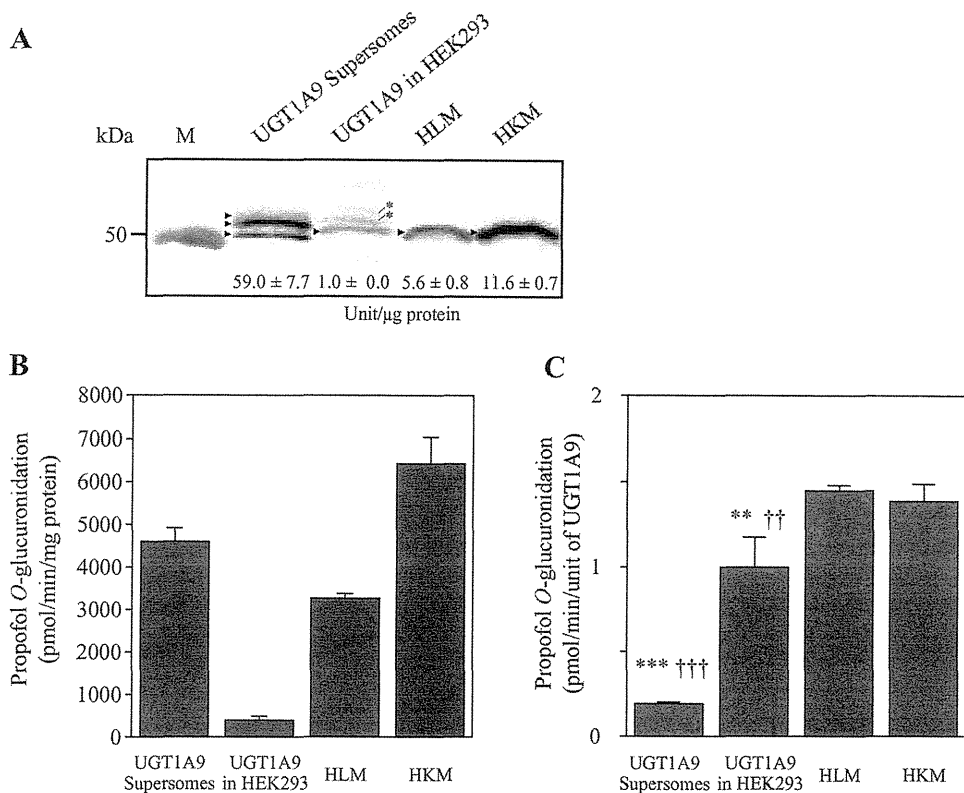 A
kDa M UGT1A9 Supersomes UGT1A9 in HEK293 HLM HKM
*
*
50
59.0 ± 7.7 1.0 ± 0.0 5.6 ± 0.8 11.6 ± 0.7
Unit/µg protein
B
Propofol O-glucuronidation
(pmol/min/mg protein)
8000
7000
6000
5000
4000
3000
2000
1000
0
UGT1A9 Supersomes
UGT1A9 in HEK293
HLM
HKM
C
Propofol O-glucuronidation
(pmol/min/unit of UGT1A9)
2
1
0
*** †††
** ††
UGT1A9 Supersomes
UGT1A9 in HEK293
HLM
HKM